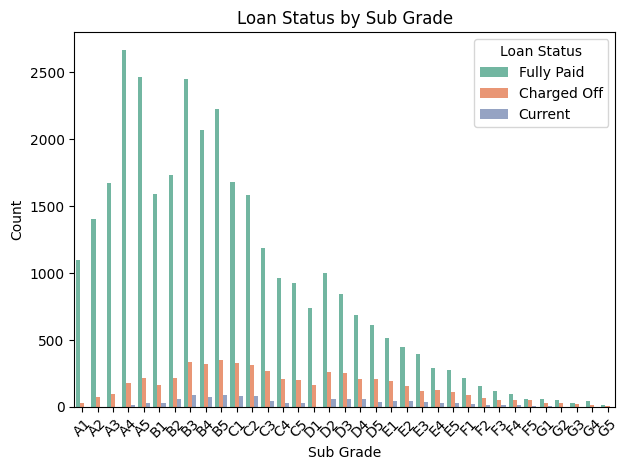 Loan Status by Sub Grade
Loan Status
Fully Paid
Charged Off
Current
Count
2500
2000
1500
1000
500
0
A1 A2 A3 A4 A5 B1 B2 B3 B4 B5 C1 C2 C3 C4 C5 D1 D2 D3 D4 D5 E1 E2 E3 E4 E5 F1 F2 F3 F4 F5 G1 G2 G3 G4 G5
Sub Grade